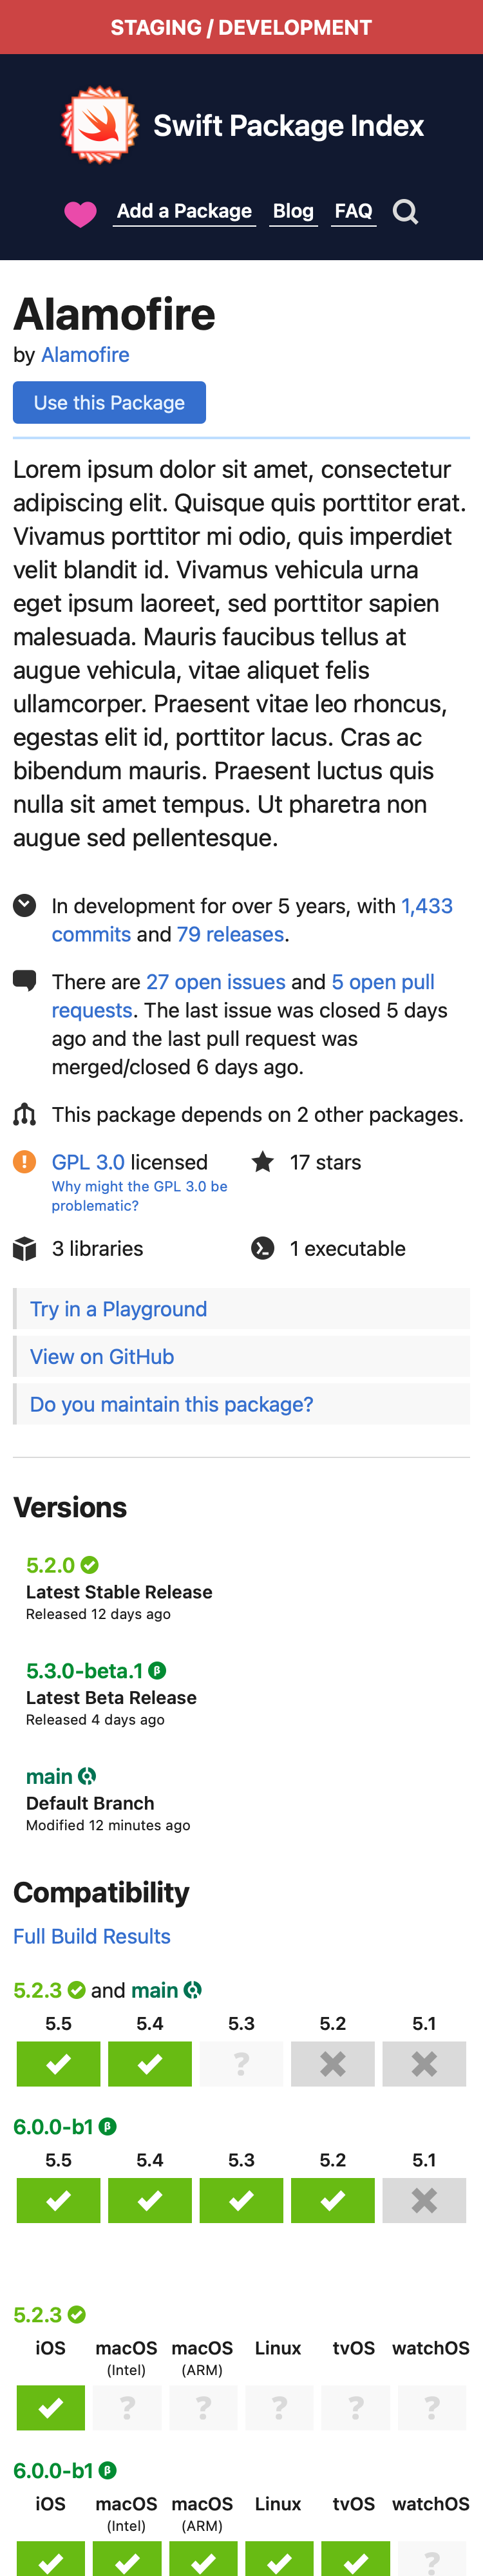 STAGING / DEVELOPMENT
Swift Package Index
Add a Package Blog FAQ
Alamofire
by Alamofire
Use this Package
Lorem ipsum dolor sit amet, consectetur
adipiscing elit. Quisque quis porttitor erat.
Vivamus porttitor mi odio, quis imperdiet
velit blandit id. Vivamus vehicula urna
eget ipsum laoreet, sed porttitor sapien
malesuada. Mauris faucibus tellus at
augue vehicula, vitae aliquet felis
ullamcorper. Praesent vitae leo rhoncus,
egestas elit id, porttitor lacus. Cras ac
bibendum mauris. Praesent luctus quis
nulla sit amet tempus. Ut pharetra non
augue sed pellentesque.
In development for over 5 years, with 1,433
commits and 79 releases.
There are 27 open issues and 5 open pull
requests. The last issue was closed 5 days
ago and the last pull request was
merged/closed 6 days ago.
This package depends on 2 other packages.
GPL 3.0 licensed
Why might the GPL 3.0 be
problematic?
17 stars
3 libraries
1 executable
Try in a Playground
View on GitHub
Do you maintain this package?
Versions
5.2.0
Latest Stable Release
Released 12 days ago
5.3.0-beta.1 β
Latest Beta Release
Released 4 days ago
main
Default Branch
Modified 12 minutes ago
Compatibility
Full Build Results
5.2.3 and main
5.5 5.4 5.3 5.2 5.1
?
6.0.0-b1 β
5.5 5.4 5.3 5.2 5.1
5.2.3
iOS macOS macOS Linux tvOS watchOS
(Intel) (ARM)
? ? ? ? ?
6.0.0-b1 β
iOS macOS macOS Linux tvOS watchOS
(Intel) (ARM)
?